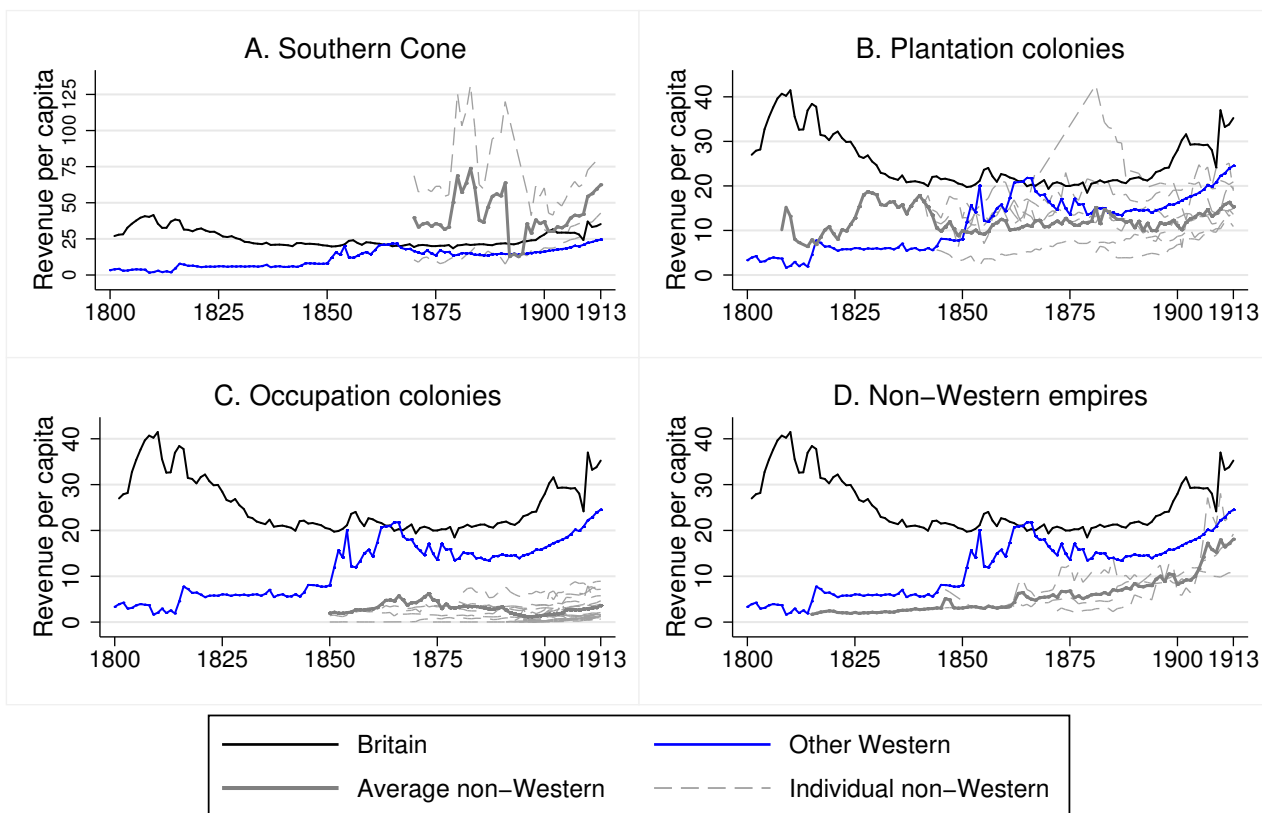 A. Southern Cone
Revenue per capita
0 25 50 75 100 125
1800 1825 1850 1875 1900 1913
B. Plantation colonies
Revenue per capita
0 10 20 30 40
1800 1825 1850 1875 1900 1913
C. Occupation colonies
Revenue per capita
0 10 20 30 40
1800 1825 1850 1875 1900 1913
D. Non−Western empires
Revenue per capita
0 10 20 30 40
1800 1825 1850 1875 1900 1913
Britain Other Western
Average non−Western Individual non−Western